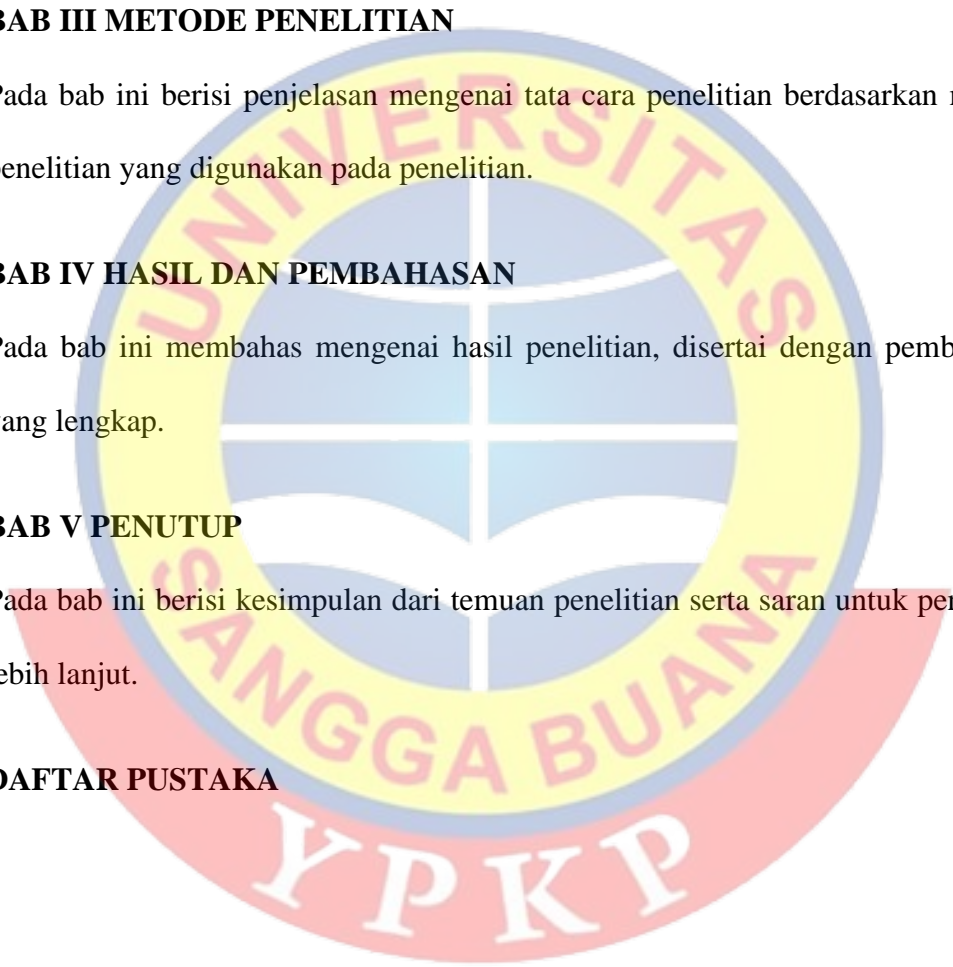 BAB III METODE PENELITIAN
Pada bab ini berisi penjelasan mengenai tata cara penelitian berdasarkan
penelitian yang digunakan pada penelitian.
BAB IV HASIL DAN PEMBAHASAN
Pada bab ini membahas mengenai hasil penelitian, disertai dengan pemb
yang lengkap.
BAB V PENUTUP
Pada bab ini berisi kesimpulan dari temuan penelitian serta saran untuk
lebih lanjut.
DAFTAR PUSTAKA
UNIVERSITAS
SANGGA BUANA
YPKP